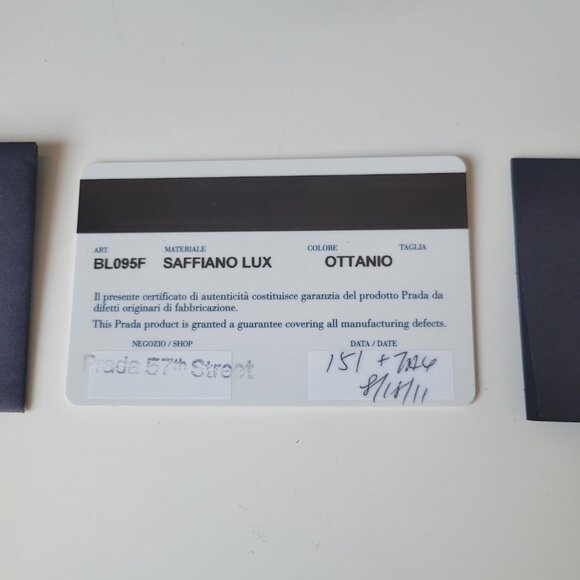 ART. MATERIALE COLORE TAGLIA
BL095F SAFFIANO LUX OTTANIO
Il presente certificato di autenticità costituisce garanzia del prodotto Prada da
difetti originari di fabbricazione.
This Prada product is granted a guarantee covering all manufacturing defects.
NEGOZIO / SHOP DATA / DATE
Prada 57th Street 151 +
8/18/11